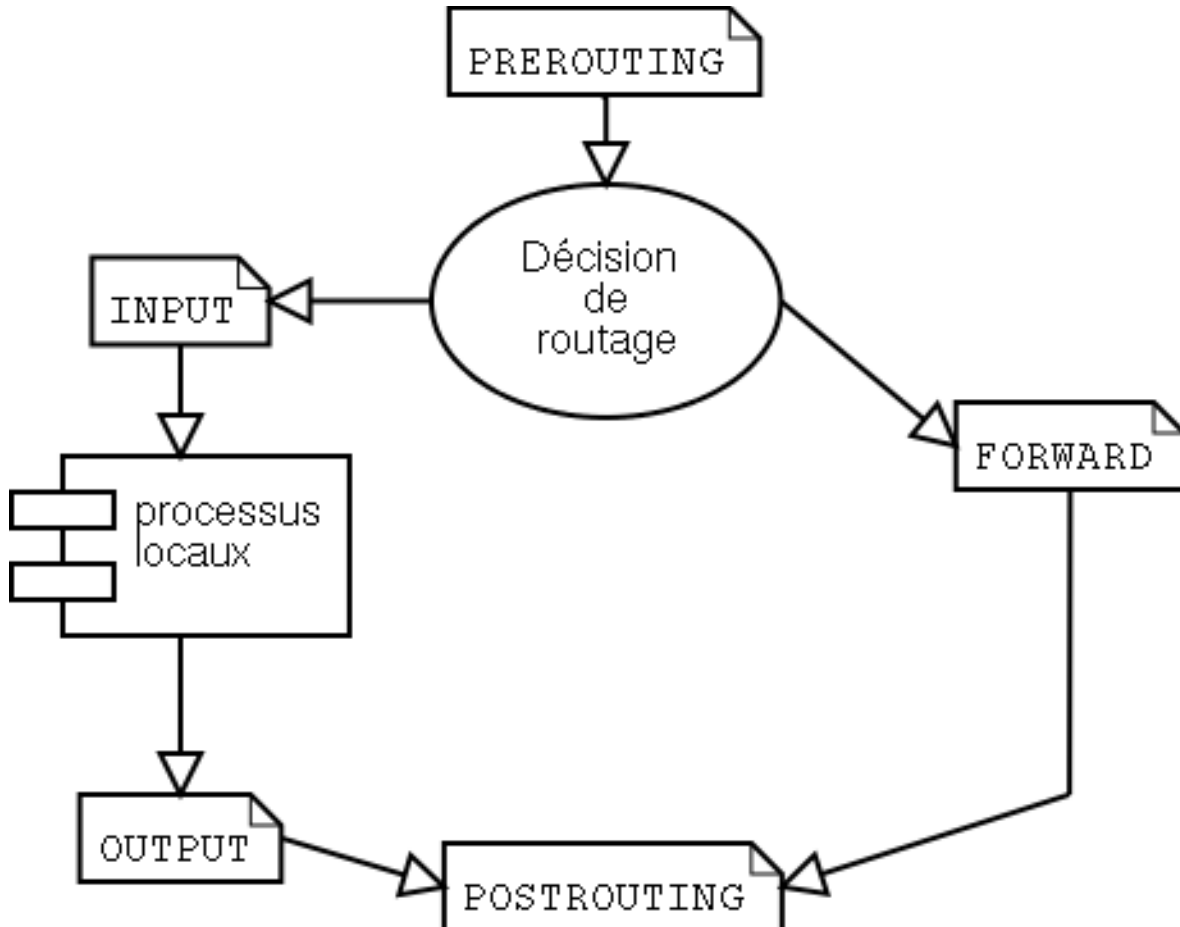 PREROUTING
Décision
de
routage
INPUT
FORWARD
processus
locaux
OUTPUT
POSTROUTING